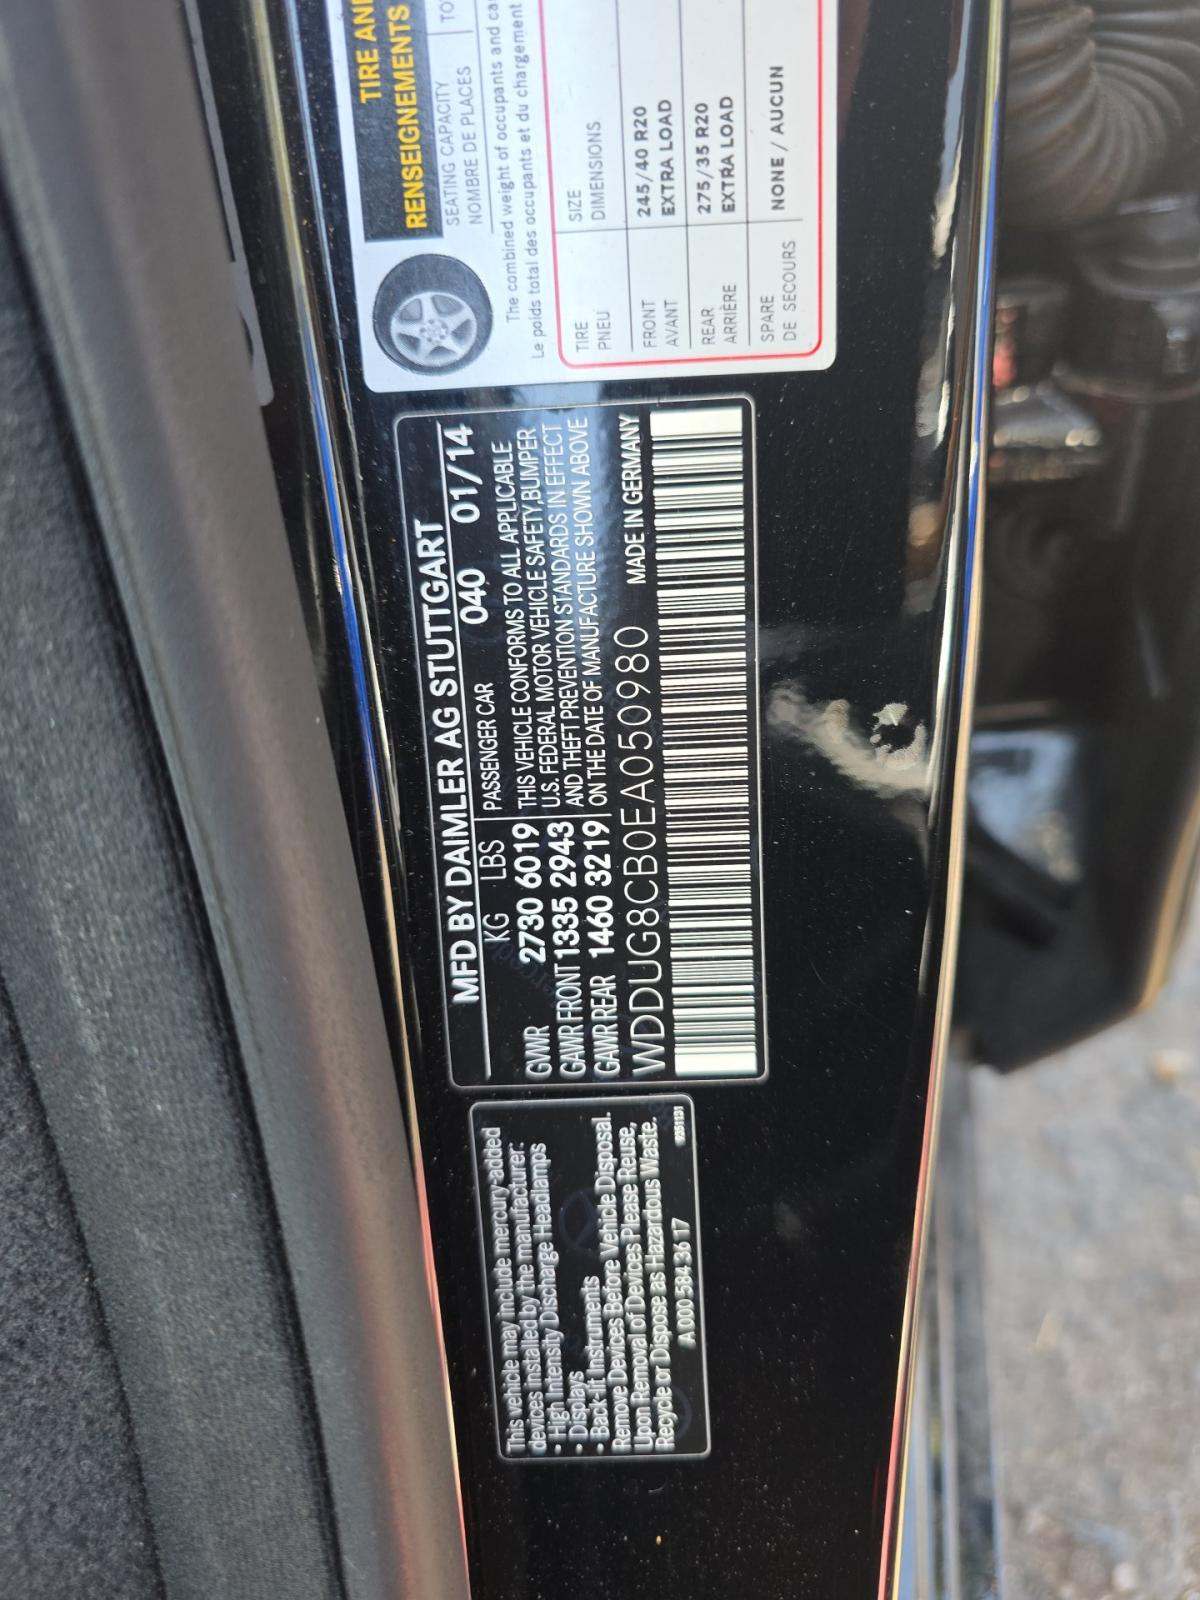 This vehicle may include mercury-added
devices installed by the manufacturer:
• High Intensity Discharge Headlamps
• Displays
• Back-lit Instruments
Remove Devices Before Vehicle Disposal.
Upon Removal of Devices Please Reuse,
Recycle or Dispose as Hazardous Waste.
A 000 584 36 17
MFD BY DAIMLER AG STUTTGART
KG LBS PASSENGER CAR 040 01/14
GVWR 2730 6019 THIS VEHICLE CONFORMS TO ALL APPLICABLE
GAWR FRONT 1335 2943 U.S. FEDERAL MOTOR VEHICLE SAFETY, BUMPER
GAWR REAR 1460 3219 AND THEFT PREVENTION STANDARDS IN EFFECT
ON THE DATE OF MANUFACTURE SHOWN ABOVE
WDDUG8CB0EA050980 MADE IN GERMANY
TIRE
RENSEIGNEMENTS
SEATING CAPACITY
NOMBRE DE PLACES
The combined weight of occupants and
Le poids total des occupants et du chargement
TIRE SIZE
PNEU DIMENSIONS
FRONT 245/40 R20
AVANT EXTRA LOAD
REAR 275/35 R20
ARRIÈRE EXTRA LOAD
SPARE NONE / AUCUN
DE SECOURS